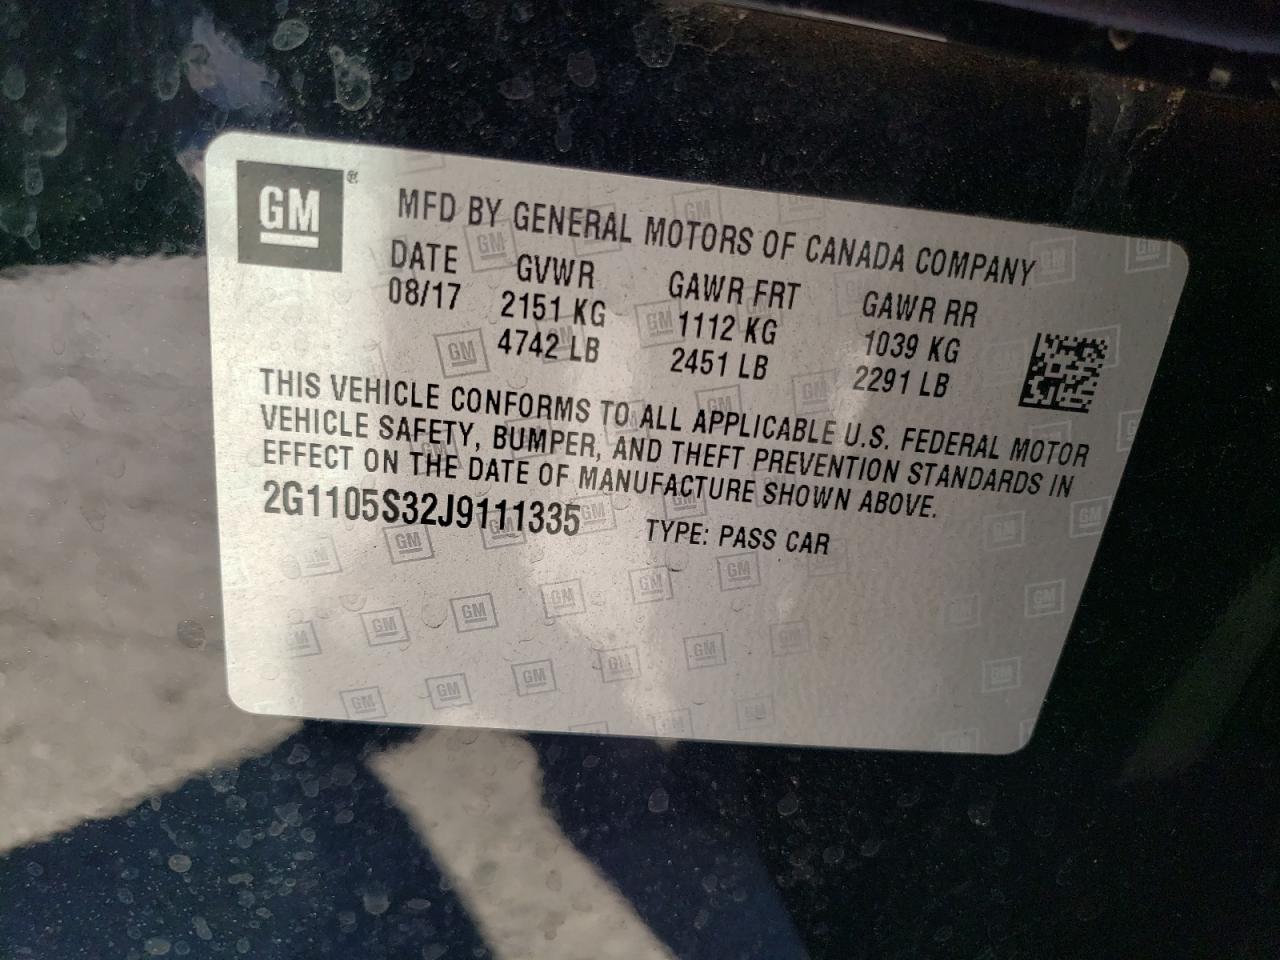 GM®
MFD BY GENERAL MOTORS OF CANADA COMPANY
DATE GVWR GAWR FRT GAWR RR
08/17 2151 KG 1112 KG 1039 KG
4742 LB 2451 LB 2291 LB
THIS VEHICLE CONFORMS TO ALL APPLICABLE U.S. FEDERAL MOTOR
VEHICLE SAFETY, BUMPER, AND THEFT PREVENTION STANDARDS IN
EFFECT ON THE DATE OF MANUFACTURE SHOWN ABOVE.
2G1105S32J9111335 TYPE: PASS CAR